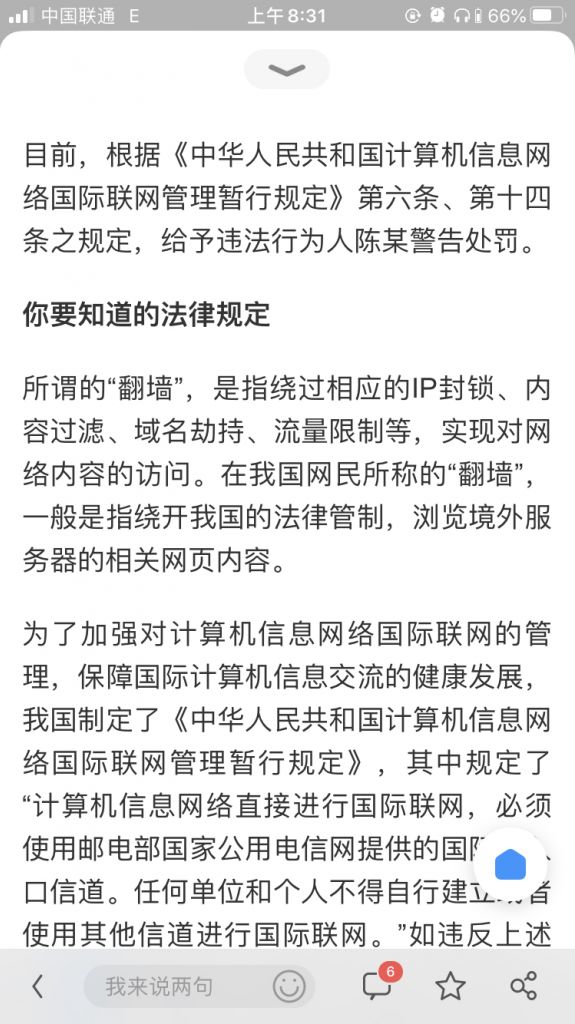 中国联通 E 上午8:31 66%
目前，根据《中华人民共和国计算机信息网
络国际联网管理暂行规定》第六条、第十四
条之规定，给予违法行为人陈某警告处罚。
你要知道的法律规定
所谓的“翻墙”，是指绕过相应的IP封锁、内
容过滤、域名劫持、流量限制等，实现对网
络内容的访问。在我国网民所称的“翻墙”，
一般是指绕开我国的法律管制，浏览境外服
务器的相关网页内容。
为了加强对计算机信息网络国际联网的管
理，保障国际计算机信息交流的健康发展，
我国制定了《中华人民共和国计算机信息网
络国际联网管理暂行规定》，其中规定了
“计算机信息网络直接进行国际联网，必须
使用邮电部国家公用电信网提供的国
口信道。任何单位和个人不得自行建立或者
使用其他信道进行国际联网。”如违反上述
我来说两句 6